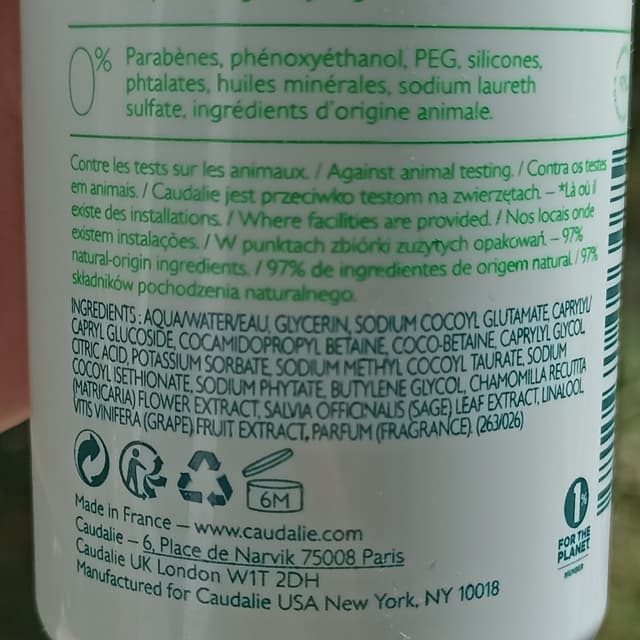 0%
Parabènes, phénoxyéthanol, PEG, silicones,
phtalates, huiles minérales, sodium laureth
sulfate, ingrédients d'origine animale.
Contre les tests sur les animaux. / Against animal testing. / Contra os testes
em animais. / Caudalie jest przeciwko testom na zwierzętach. – *Là où il
existe des installations. / Where facilities are provided. / Nos locais onde
existem instalações. / W punktach zbiórki zużytych opakowań. – 97%
natural-origin ingredients. / 97% de ingredientes de origem natural. / 97%
składników pochodzenia naturalnego.
INGREDIENTS : AQUA/WATER/EAU, GLYCERIN, SODIUM COCOYL GLUTAMATE, CAPRYLYL/
CAPRYL GLUCOSIDE, COCAMIDOPROPYL BETAINE, COCO-BETAINE, CAPRYLYL GLYCOL,
CITRIC ACID, POTASSIUM SORBATE, SODIUM METHYL COCOYL TAURATE, SODIUM
COCOYL ISETHIONATE, SODIUM PHYTATE, BUTYLENE GLYCOL, CHAMOMILLA RECUTITA
(MATRICARIA) FLOWER EXTRACT, SALVIA OFFICINALIS (SAGE) LEAF EXTRACT, LINALOOL,
VITIS VINIFERA (GRAPE) FRUIT EXTRACT, PARFUM (FRAGRANCE). (263/026)
6M
Made in France – www.caudalie.com
Caudalie – 6, Place de Narvik 75008 Paris
Caudalie UK London W1T 2DH
Manufactured for Caudalie USA New York, NY 10018
1%
FOR THE
PLANET
MEMBER